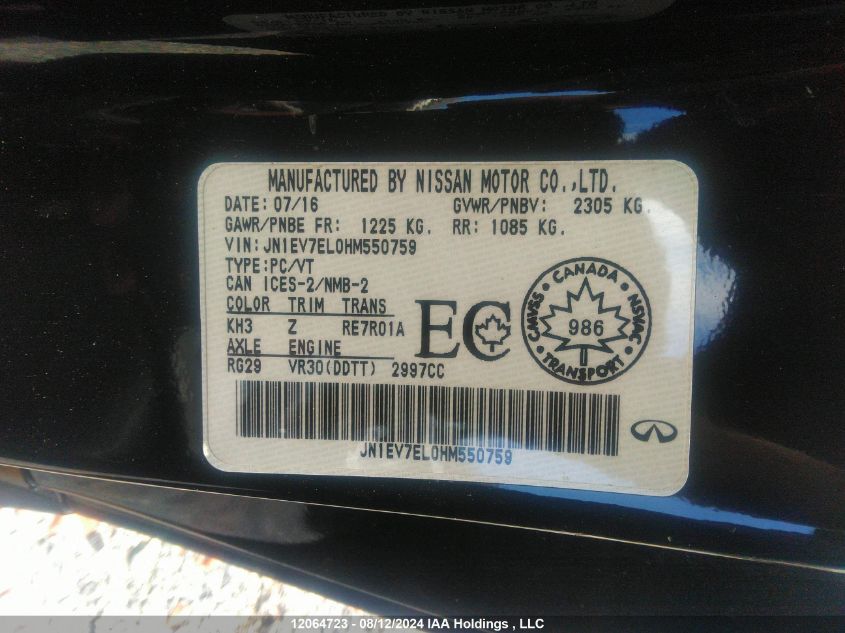 MANUFACTURED BY NISSAN MOTOR CO.,LTD.
DATE: 07/16 GVWR/PNBV: 2305 KG.
GAWR/PNBE FR: 1225 KG. RR: 1085 KG.
VIN:JN1EV7EL0HM550759
TYPE:PC/VT
CAN ICES-2/NMB-2
COLOR TRIM TRANS
KH3 Z RE7R01A
AXLE ENGINE
RG29 VR30(DDTT) 2997CC
EC
CANADA
CMVSS 986 NSVAC
TRANSPORT
JN1EV7EL0HM550759
12064723 - 08/12/2024 IAA Holdings , LLC